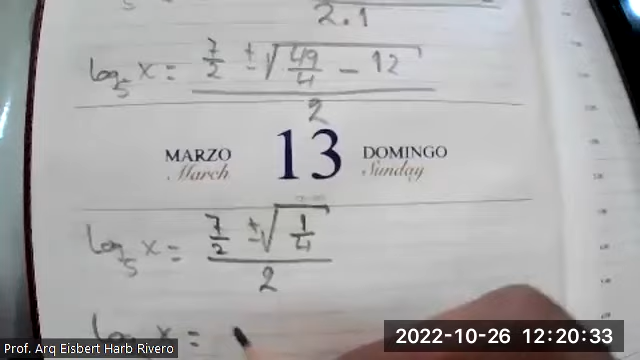 2.1
log₅ x = (7/2 ± √(49/4 - 12)) / 2
MARZO 13 DOMINGO
March Sunday
log₅ x = (7/2 ± √(1/4)) / 2
log x =
Prof. Arq Eisbert Harb Rivero
2022-10-26 12:20:33